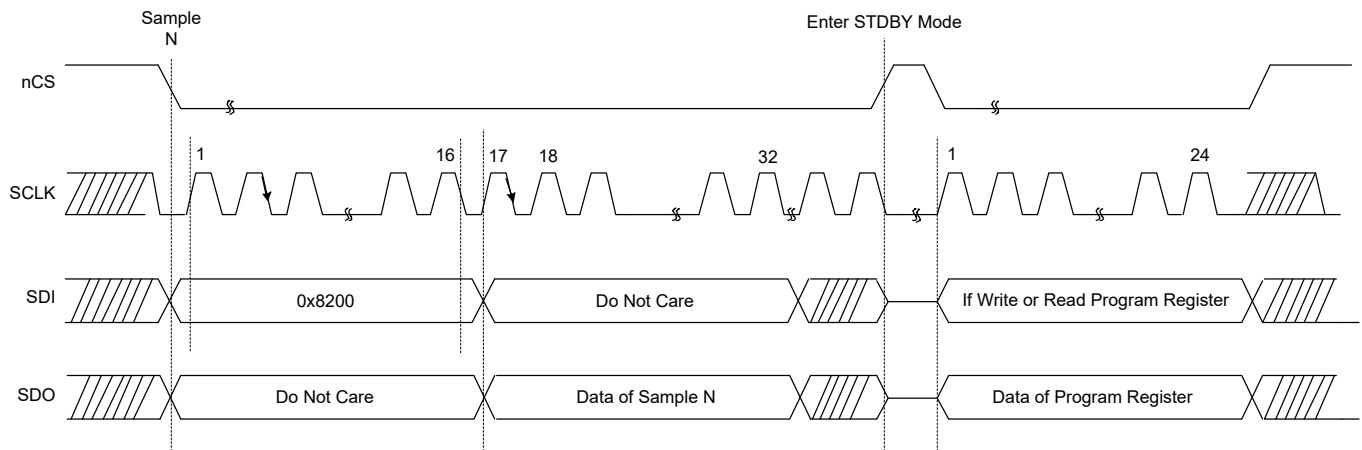 Sample
N
Enter STDBY Mode
nCS
1
16
17
18
32
1
24
SCLK
SDI
0x8200
Do Not Care
If Write or Read Program Register
SDO
Do Not Care
Data of Sample N
Data of Program Register